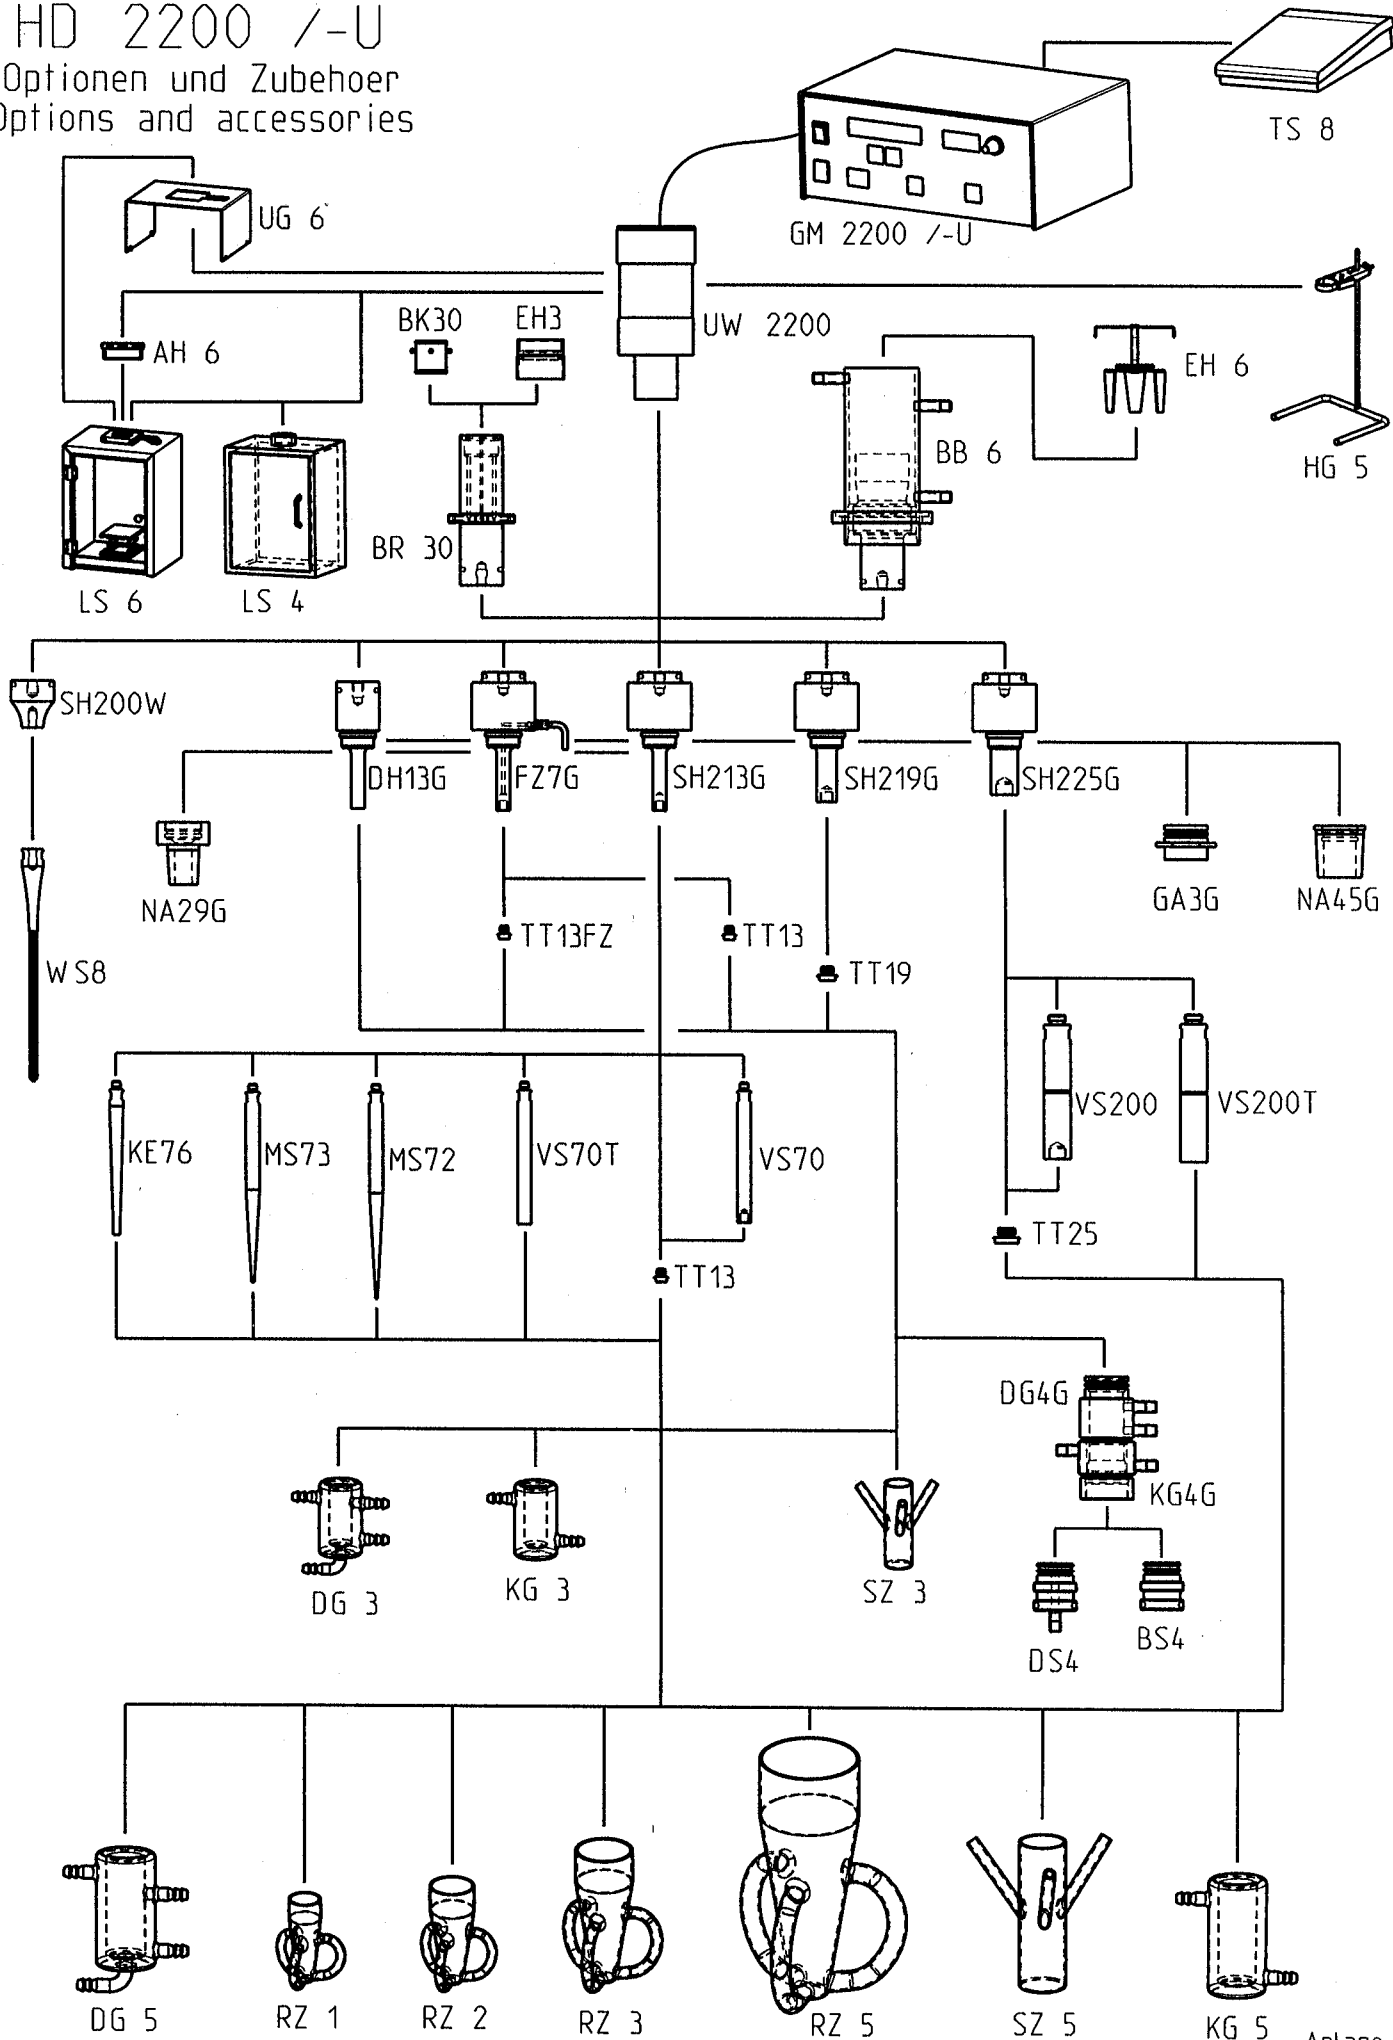 HD 2200 /-U
Optionen und Zubehoer
Options and accessories
TS 8
GM 2200 /-U
UG 6
AH 6
BK30
EH3
UW 2200
EH 6
BB 6
HG 5
BR 30
LS 6
LS 4
SH200W
DH13G
FZ7G
SH213G
SH219G
SH225G
NA29G
GA3G
NA45G
TT13FZ
TT13
TT19
WS8
VS200
VS200T
KE76
MS73
MS72
VS70T
VS70
TT25
TT13
DG4G
KG4G
DG 3
KG 3
SZ 3
DS4
BS4
DG 5
RZ 1
RZ 2
RZ 3
RZ 5
SZ 5
KG 5